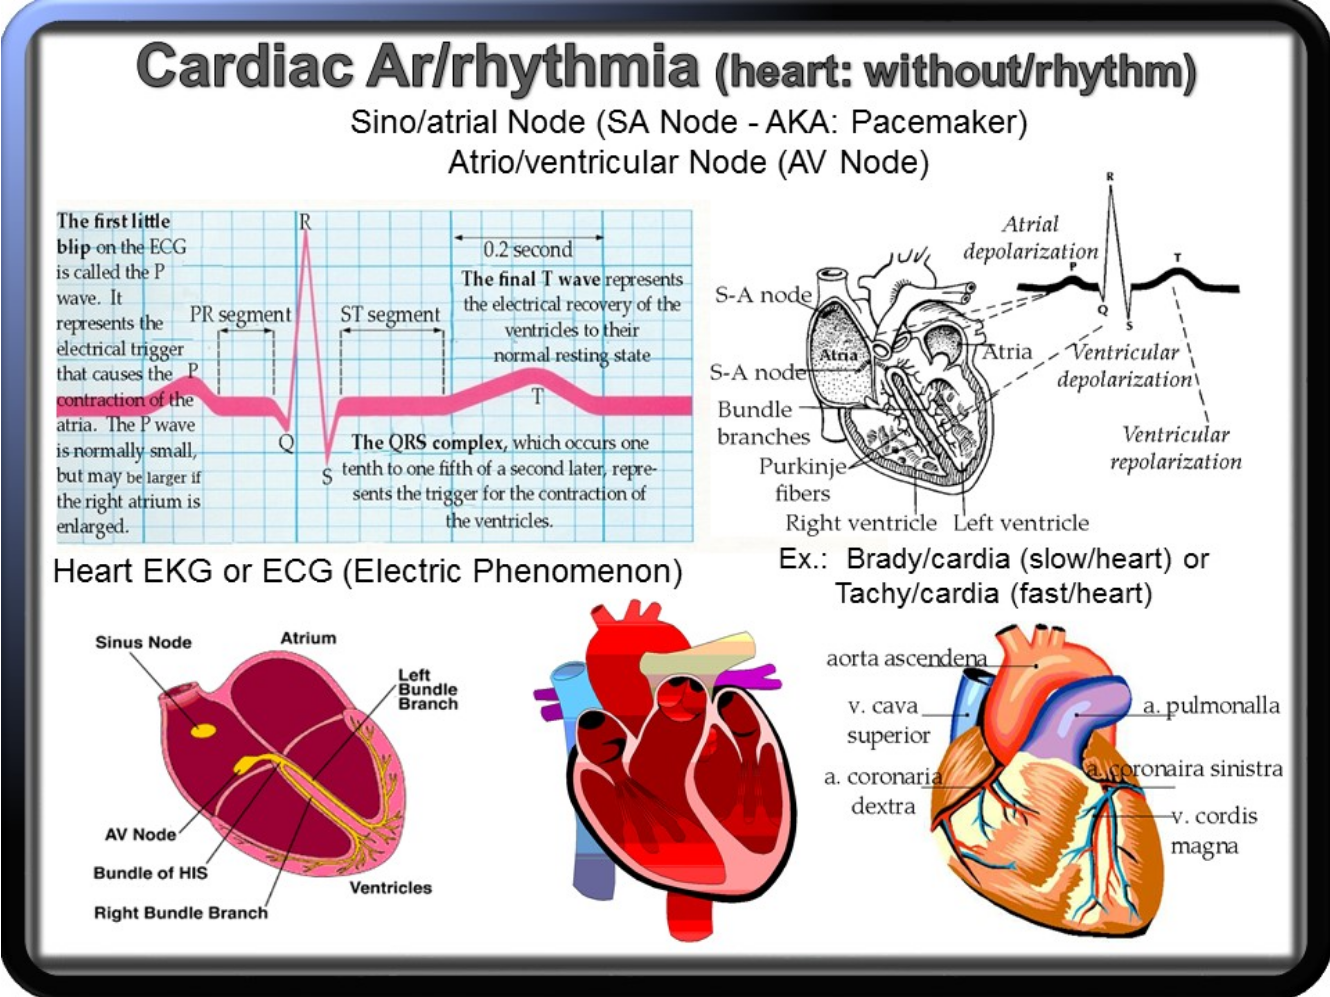 Cardiac Ar/rhythmia (heart: without/rhythm)
Sino/atrial Node (SA Node - AKA: Pacemaker)
Atrio/ventricular Node (AV Node)
The first little
blip on the ECG
is called the P
wave. It
represents the
electrical trigger
that causes the
contraction of the
atria. The P wave
is normally small,
but may be larger if
the right atrium is
enlarged.
P
PR segment
R
Q
S
ST segment
0.2 second
The final T wave represents
the electrical recovery of the
ventricles to their
normal resting state
T
The QRS complex, which occurs one
tenth to one fifth of a second later, repre-
sents the trigger for the contraction of
the ventricles.
S-A node
Atria
S-A node
Bundle
branches
Purkinje
fibers
Right ventricle
Left ventricle
Atria
Atrial
depolarization
P
R
Q
S
T
Ventricular
depolarization
Ventricular
repolarization
Heart EKG or ECG (Electric Phenomenon)
Ex.: Brady/cardia (slow/heart) or
Tachy/cardia (fast/heart)
Sinus Node
Atrium
Left
Bundle
Branch
AV Node
Bundle of HIS
Right Bundle Branch
Ventricles
aorta ascendena
v. cava
superior
a. coronaria
dextra
a. pulmonalla
a. coronaira sinistra
v. cordis
magna